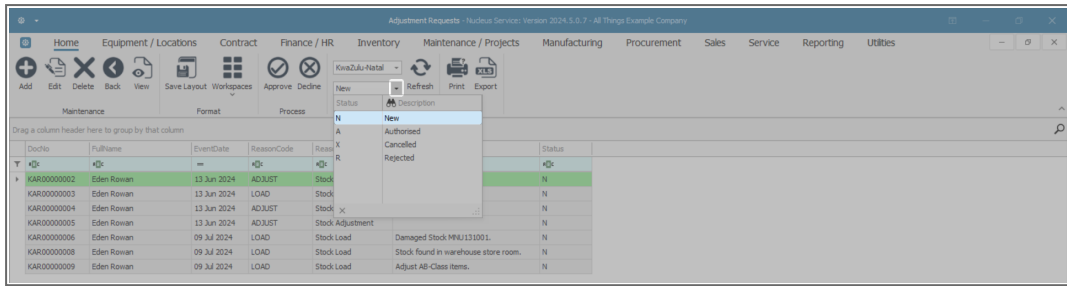 Adjustment Requests - Nucleus Service: Version 2024.5.0.7 - All Things Example Company
Home Equipment / Locations Contract Finance / HR Inventory Maintenance / Projects Manufacturing Procurement Sales Service Reporting Utilities
KwaZulu-Natal
Add Edit Delete Back View Save Layout Workspaces Approve Decline New Refresh Print Export
Maintenance Format Process
Status Description
N New
A Authorised
X Cancelled
R Rejected
Drag a column header here to group by that column
DocNo FullName EventDate ReasonCode Reas Status
KAR00000002 Eden Rowan 13 Jun 2024 ADJUST Stock N
KAR00000003 Eden Rowan 13 Jun 2024 LOAD Stock N
KAR00000004 Eden Rowan 13 Jun 2024 ADJUST Stock N
KAR00000005 Eden Rowan 13 Jun 2024 ADJUST Stock Adjustment N
KAR00000006 Eden Rowan 09 Jul 2024 LOAD Stock Load Damaged Stock MNU131001. N
KAR00000008 Eden Rowan 09 Jul 2024 LOAD Stock Load Stock found in warehouse store room. N
KAR00000009 Eden Rowan 09 Jul 2024 LOAD Stock Load Adjust AB-Class items. N